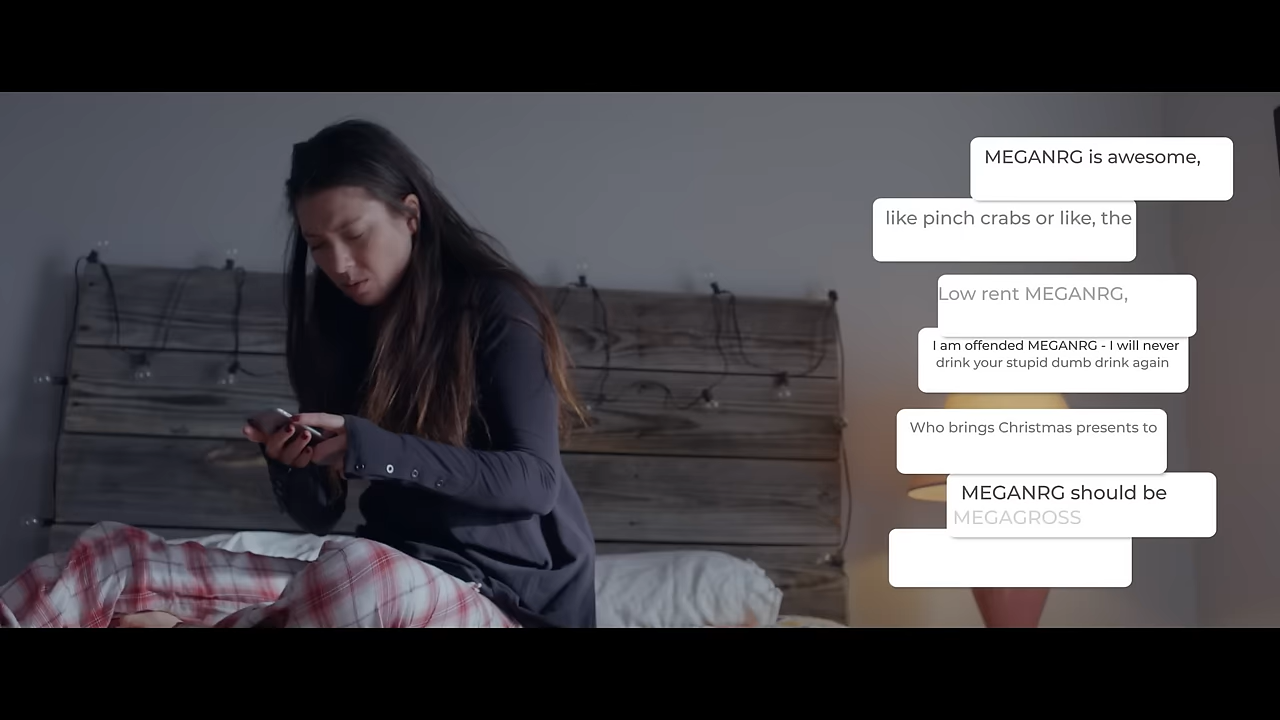 MEGANRG is awesome,
like pinch crabs or like, the
Low rent MEGANRG,
I am offended MEGANRG - I will never
drink your stupid dumb drink again
Who brings Christmas presents to
MEGANRG should be
MEGAGROSS